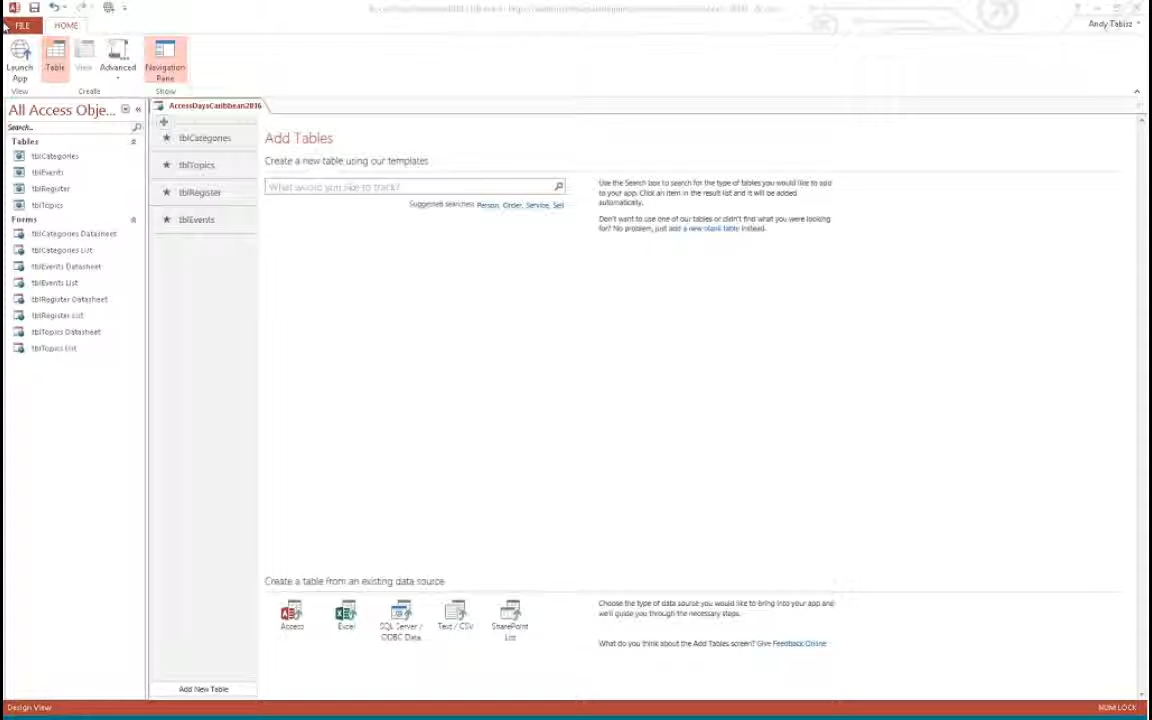 FILE
HOME
Andy Tabisz
Launch App
Table
View
Advanced
Navigation Pane
View
Create
Show
All Access Obje...
Search...
Tables
tblCategories
tblEvents
tblRegister
tblTopics
Forms
tblCategories Datasheet
tblCategories List
tblEvents Datasheet
tblEvents List
tblRegister Datasheet
tblRegister List
tblTopics Datasheet
tblTopics List
AccessDaysCaribbean2016
tblCategories
tblTopics
tblRegister
tblEvents
Add New Table
Add Tables
Create a new table using our templates
What would you like to track?
Suggested searches: Person, Order, Service, Sell
Use the Search box to search for the type of tables you would like to add
to your app. Click an item in the result list and it will be added
automatically.
Don't want to use one of our tables or didn't find what you were looking
for? No problem, just add a new blank table instead.
Create a table from an existing data source
Access
Excel
SQL Server / ODBC Data
Text / CSV
SharePoint List
Choose the type of data source you would like to bring into your app and
we'll guide you through the necessary steps.
What do you think about the Add Tables screen? Give Feedback Online
Design View
NUM LOCK